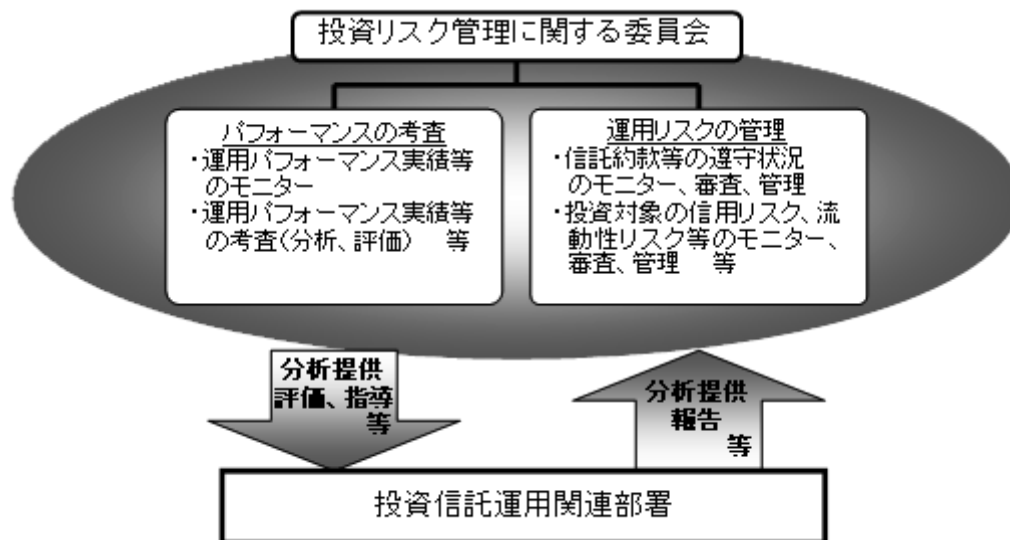 投資リスク管理に関する委員会
パフォーマンスの考査
・運用パフォーマンス実績等
のモニター
・運用パフォーマンス実績等
の考査(分析、評価) 等
運用リスクの管理
・信託約款等の遵守状況
のモニター、審査、管理
・投資対象の信用リスク、流
動性リスク等のモニター、
審査、管理 等
分析提供
評価、指導
等
分析提供
報告
等
投資信託運用関連部署